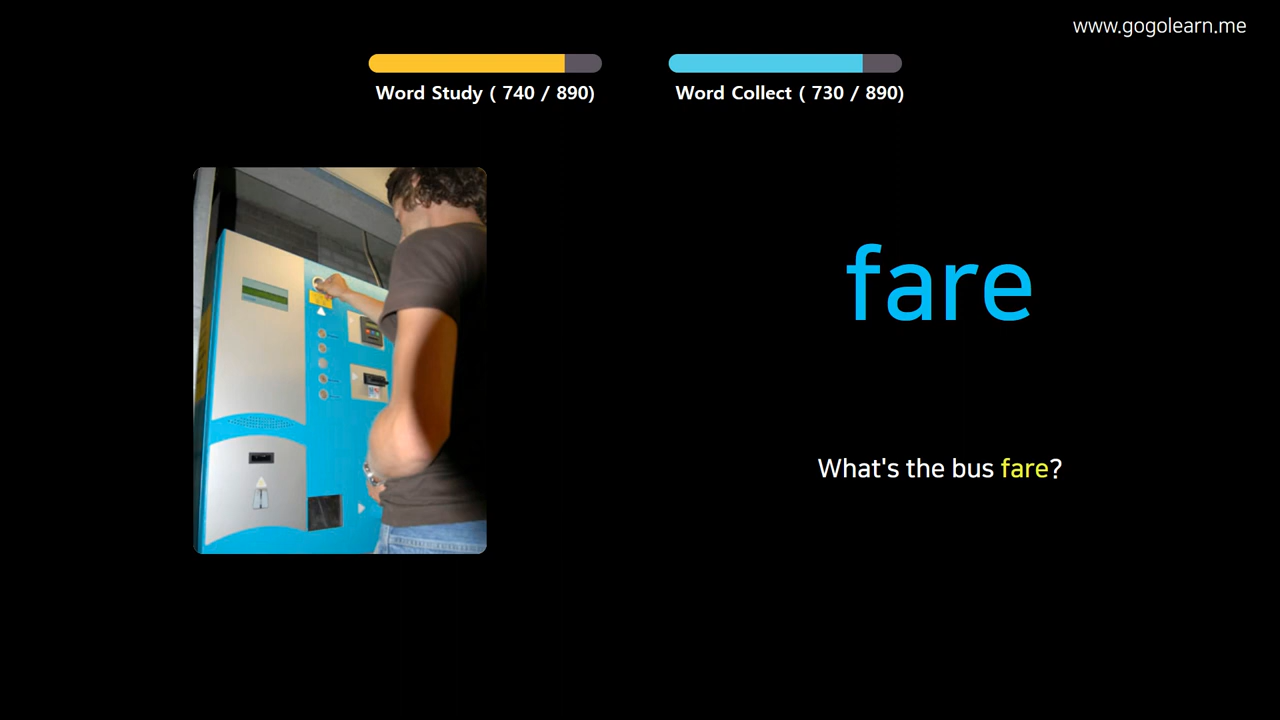 www.gogolearn.me
Word Study ( 740 / 890)
Word Collect ( 730 / 890)
fare
What's the bus fare?